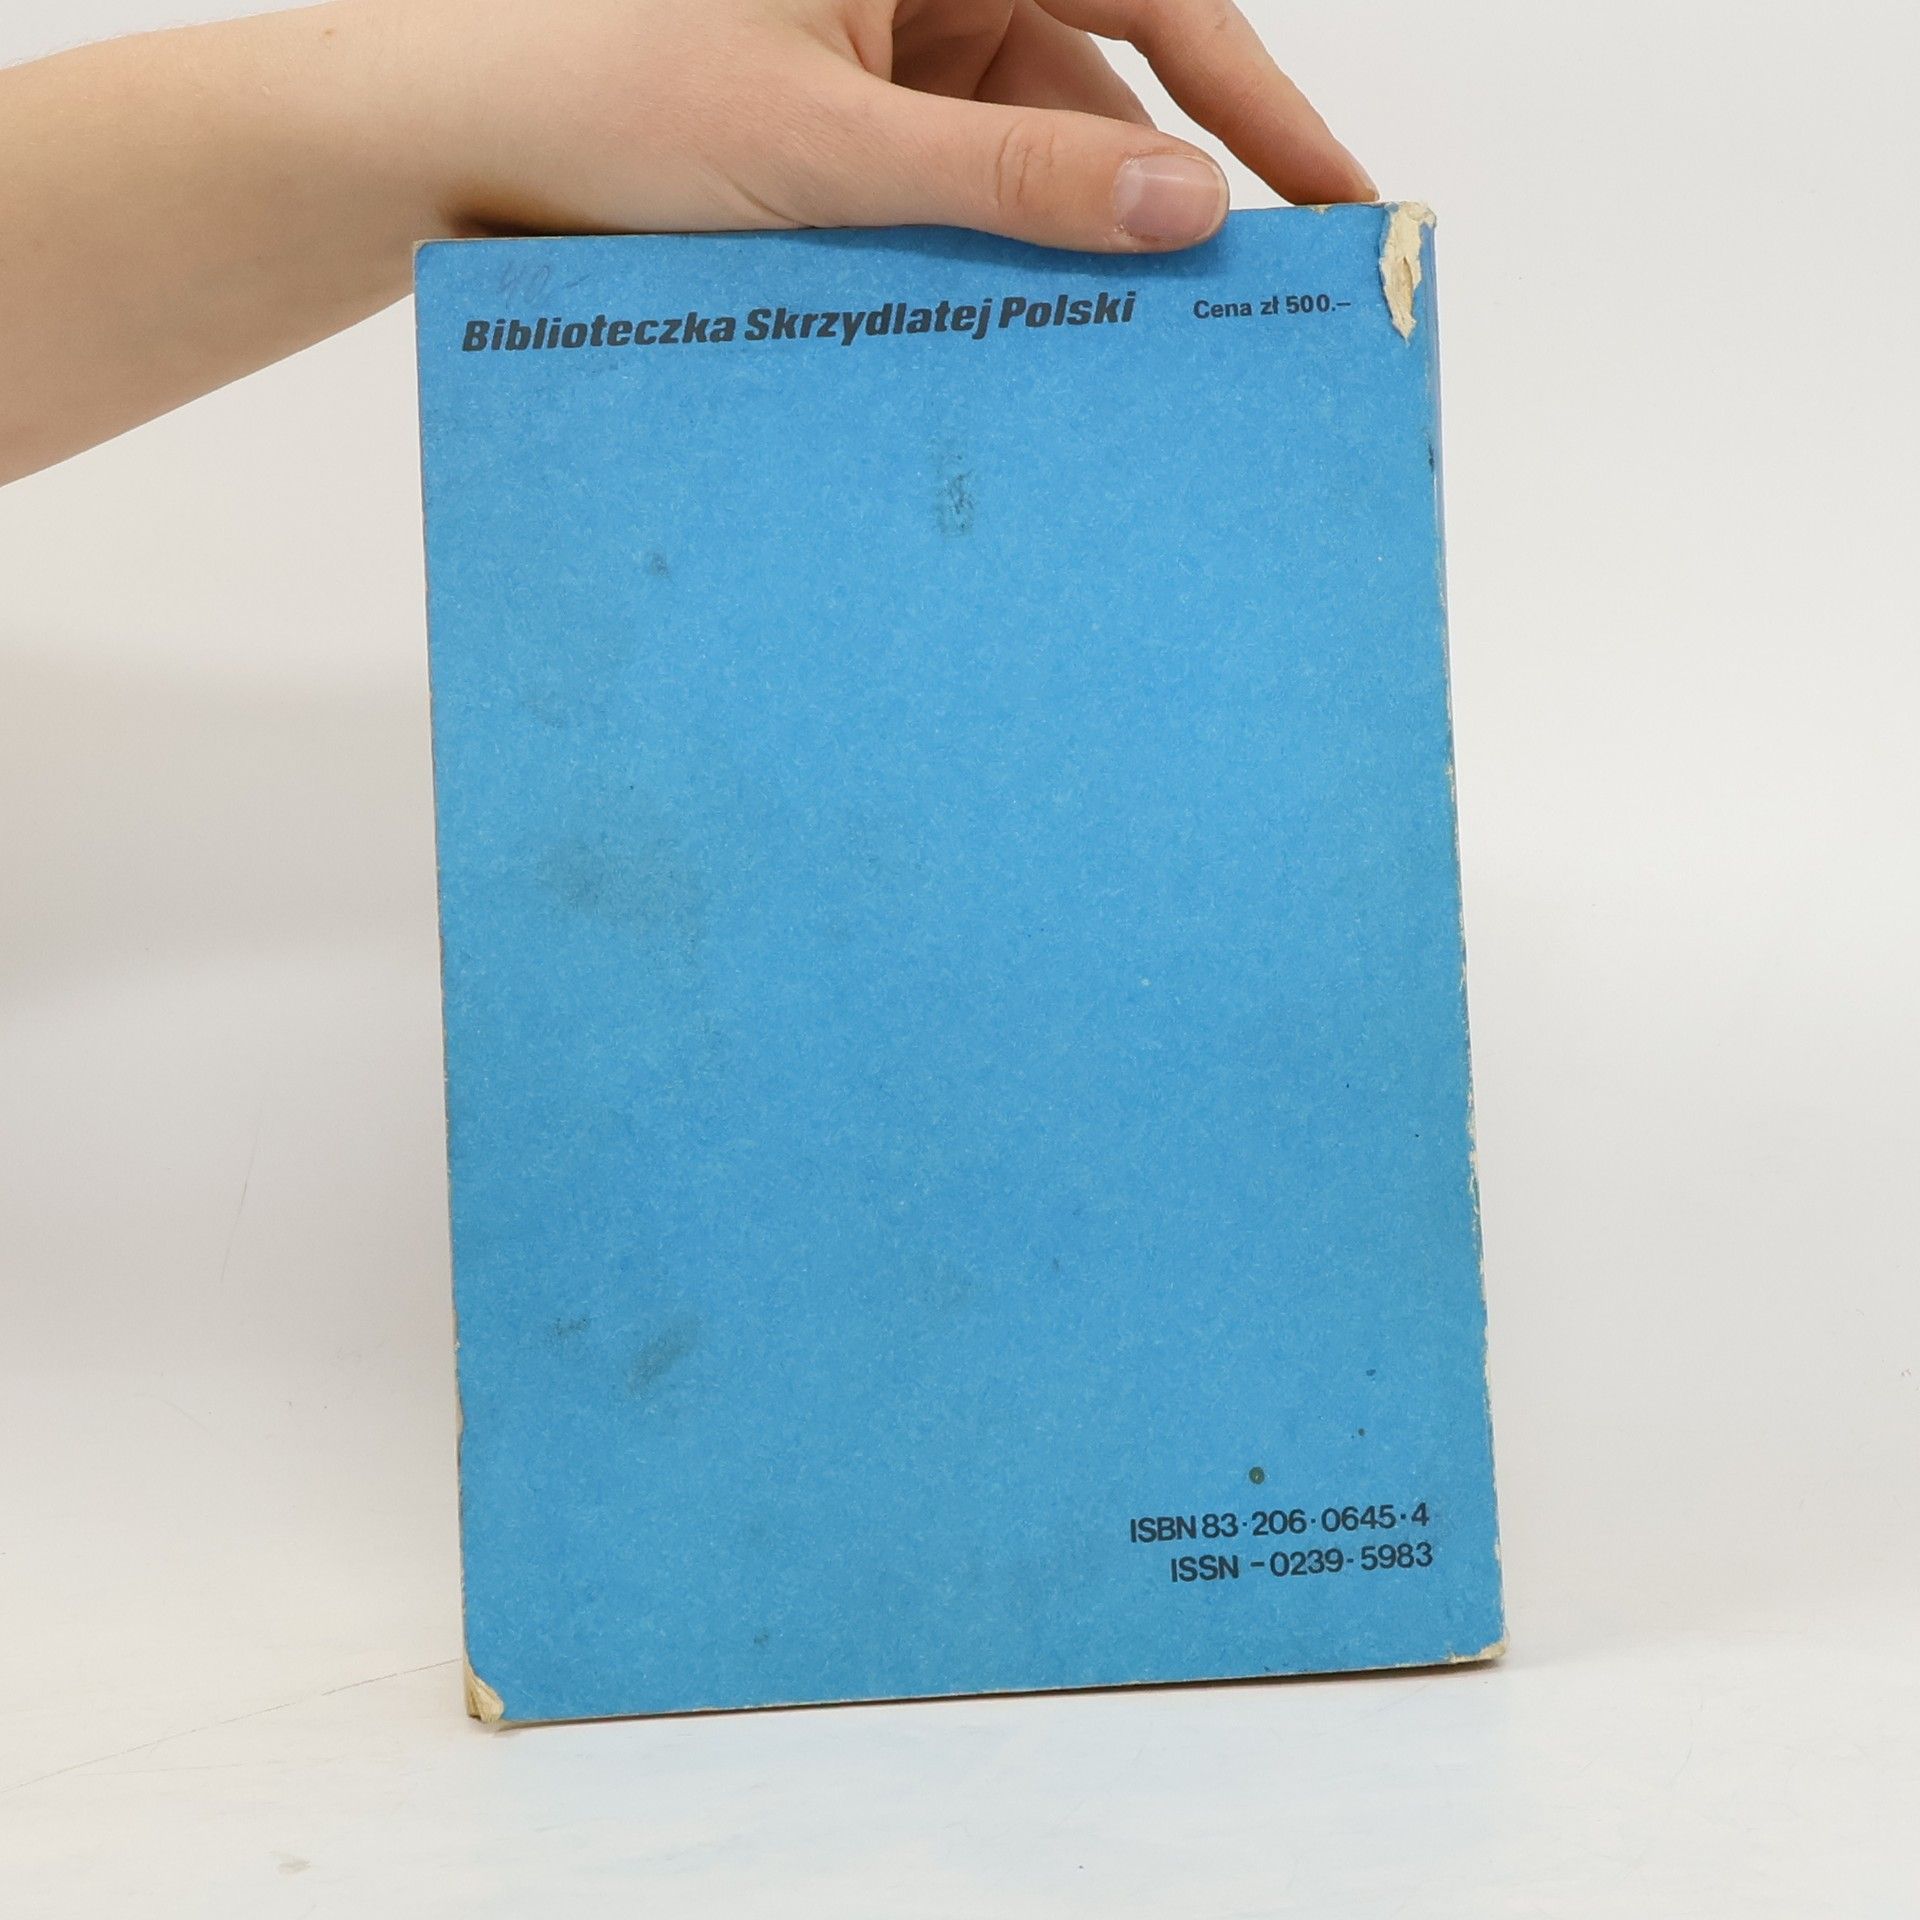 40,-
Biblioteczka Skrzydlatej Polski
Cena zł 500.–
ISBN 83-206-0645-4
ISSN -0239-5983